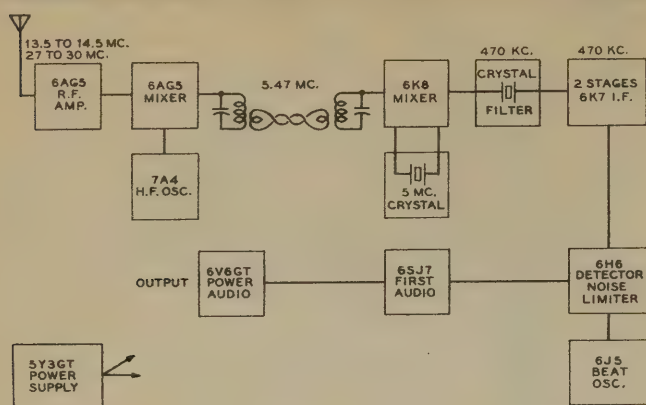 13.5 TO 14.5 MC.
27 TO 30 MC.
6AG5
R.F.
AMP.
6AG5
MIXER
7A4
H.F. OSC.
5.47 MC.
6K8
MIXER
5 MC.
CRYSTAL
470 KC.
CRYSTAL
FILTER
470 KC.
2 STAGES
6K7 I.F.
OUTPUT
6V6GT
POWER
AUDIO
6SJ7
FIRST
AUDIO
6H6
DETECTOR
NOISE
LIMITER
6J5
BEAT
OSC.
5Y3GT
POWER
SUPPLY